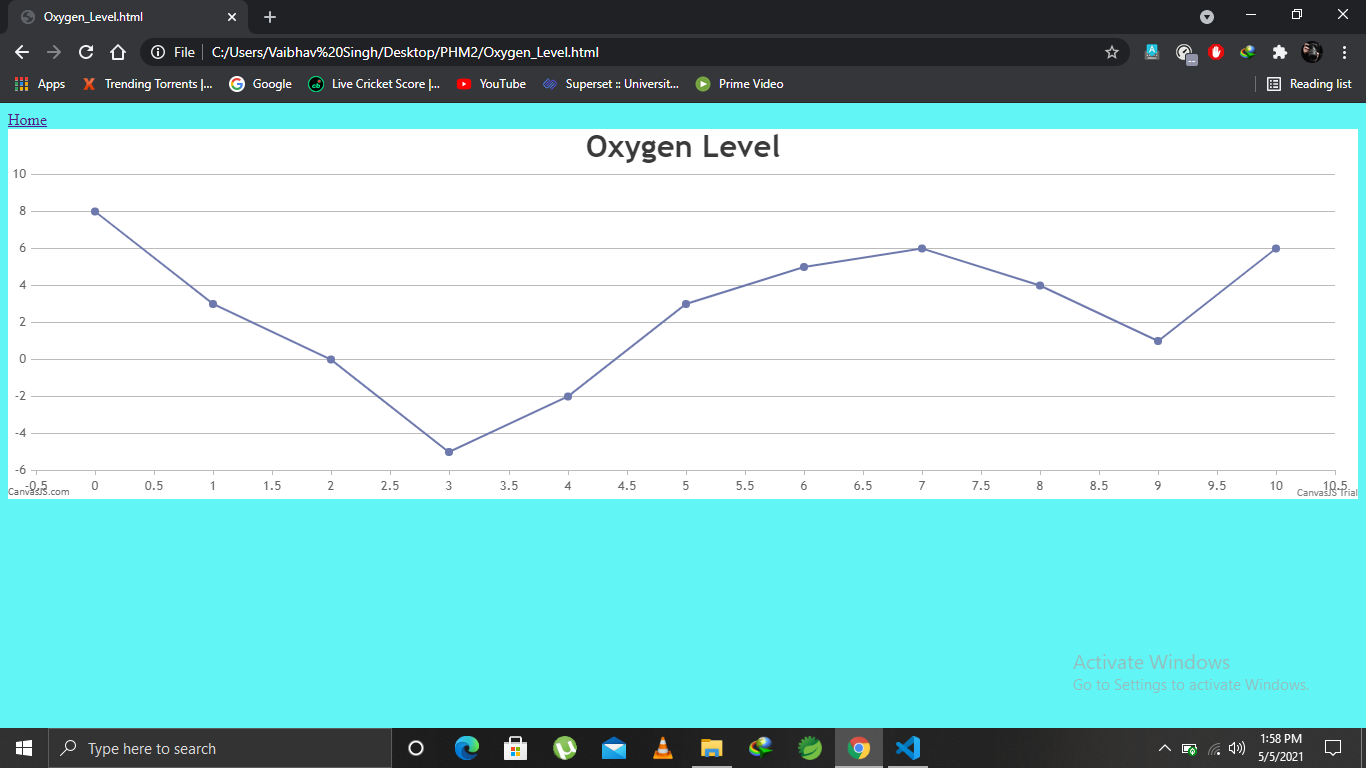 Oxygen_Level.html
File C:/Users/Vaibhav%20Singh/Desktop/PHM2/Oxygen_Level.html
Apps Trending Torrents |... Google Live Cricket Score |... YouTube Superset :: Universit... Prime Video Reading list
Home
Oxygen Level
10
8
6
4
2
0
-2
-4
-6
-0.5 0 0.5 1 1.5 2 2.5 3 3.5 4 4.5 5 5.5 6 6.5 7 7.5 8 8.5 9 9.5 10 10.5
CanvasJS.com CanvasJS Trial
Activate Windows
Go to Settings to activate Windows.
Type here to search
1:58 PM
5/5/2021